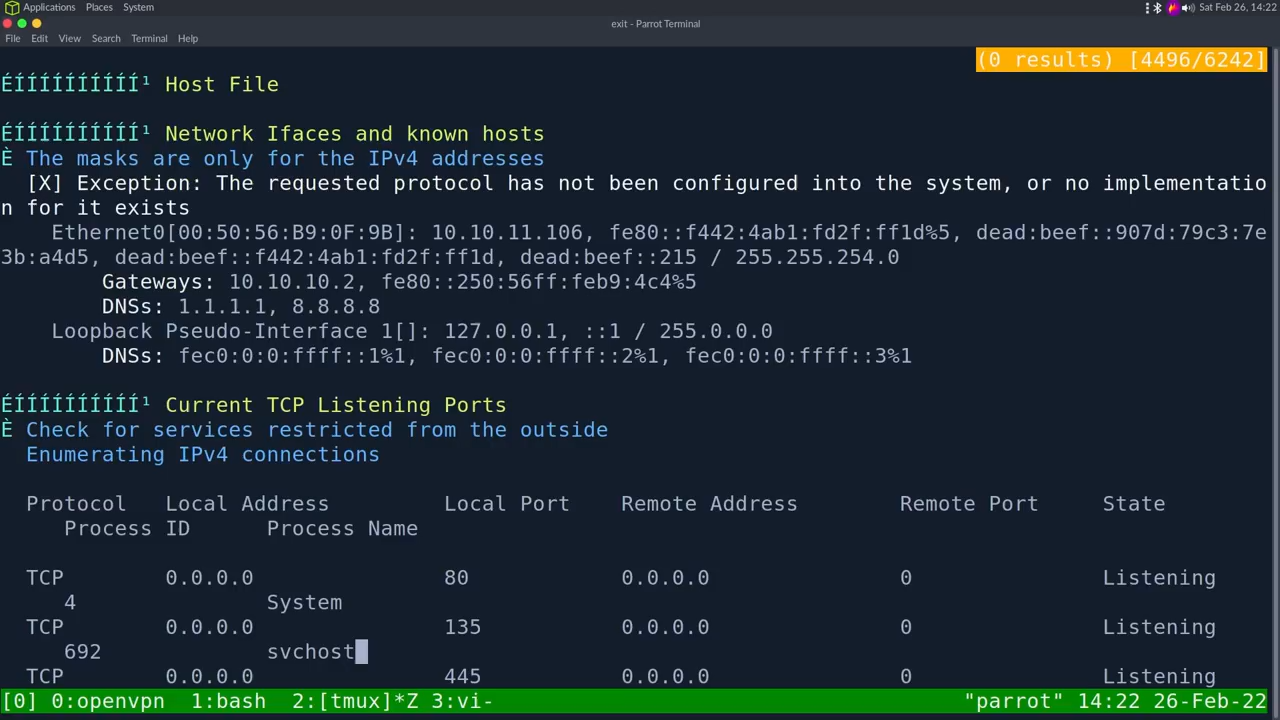 Applications Places System Sat Feb 26, 14:22
exit - Parrot Terminal
File Edit View Search Terminal Help
(0 results) [4496/6242]
ÉÍÍÍÍÍÍÍÍÍÍ¹ Host File
ÉÍÍÍÍÍÍÍÍÍÍ¹ Network Ifaces and known hosts
È The masks are only for the IPv4 addresses
[X] Exception: The requested protocol has not been configured into the system, or no implementatio
n for it exists
Ethernet0[00:50:56:B9:0F:9B]: 10.10.11.106, fe80::f442:4ab1:fd2f:ff1d%5, dead:beef::907d:79c3:7e
3b:a4d5, dead:beef::f442:4ab1:fd2f:ff1d, dead:beef::215 / 255.255.254.0
Gateways: 10.10.10.2, fe80::250:56ff:feb9:4c4%5
DNSs: 1.1.1.1, 8.8.8.8
Loopback Pseudo-Interface 1[]: 127.0.0.1, ::1 / 255.0.0.0
DNSs: fec0:0:0:ffff::1%1, fec0:0:0:ffff::2%1, fec0:0:0:ffff::3%1
ÉÍÍÍÍÍÍÍÍÍÍ¹ Current TCP Listening Ports
È Check for services restricted from the outside
Enumerating IPv4 connections
Protocol Local Address Local Port Remote Address Remote Port State
Process ID Process Name
TCP 0.0.0.0 80 0.0.0.0 0 Listening
4 System
TCP 0.0.0.0 135 0.0.0.0 0 Listening
692 svchost
TCP 0.0.0.0 445 0.0.0.0 0 Listening
[0] 0:openvpn 1:bash 2:[tmux]*Z 3:vi- "parrot" 14:22 26-Feb-22